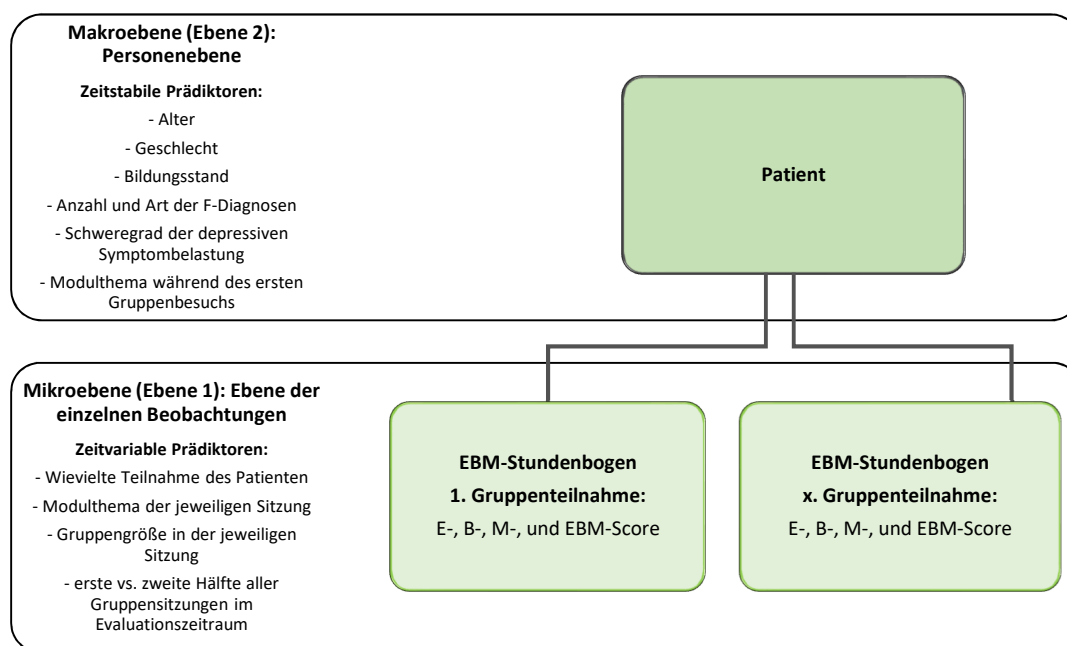 Makroebene (Ebene 2):
Personenebene
Zeitstabile Prädiktoren:
- Alter
- Geschlecht
- Bildungsstand
- Anzahl und Art der F-Diagnosen
- Schweregrad der depressiven
Symptombelastung
- Modulthema während des ersten
Gruppenbesuchs
Patient
Mikroebene (Ebene 1): Ebene der
einzelnen Beobachtungen
Zeitvariable Prädiktoren:
- Wievielte Teilnahme des Patienten
- Modulthema der jeweiligen Sitzung
- Gruppengröße in der jeweiligen
Sitzung
- erste vs. zweite Hälfte aller
Gruppensitzungen im
Evaluationszeitraum
EBM-Stundenbogen
1. Gruppenteilnahme:
E-, B-, M-, und EBM-Score
EBM-Stundenbogen
x. Gruppenteilnahme:
E-, B-, M-, und EBM-Score